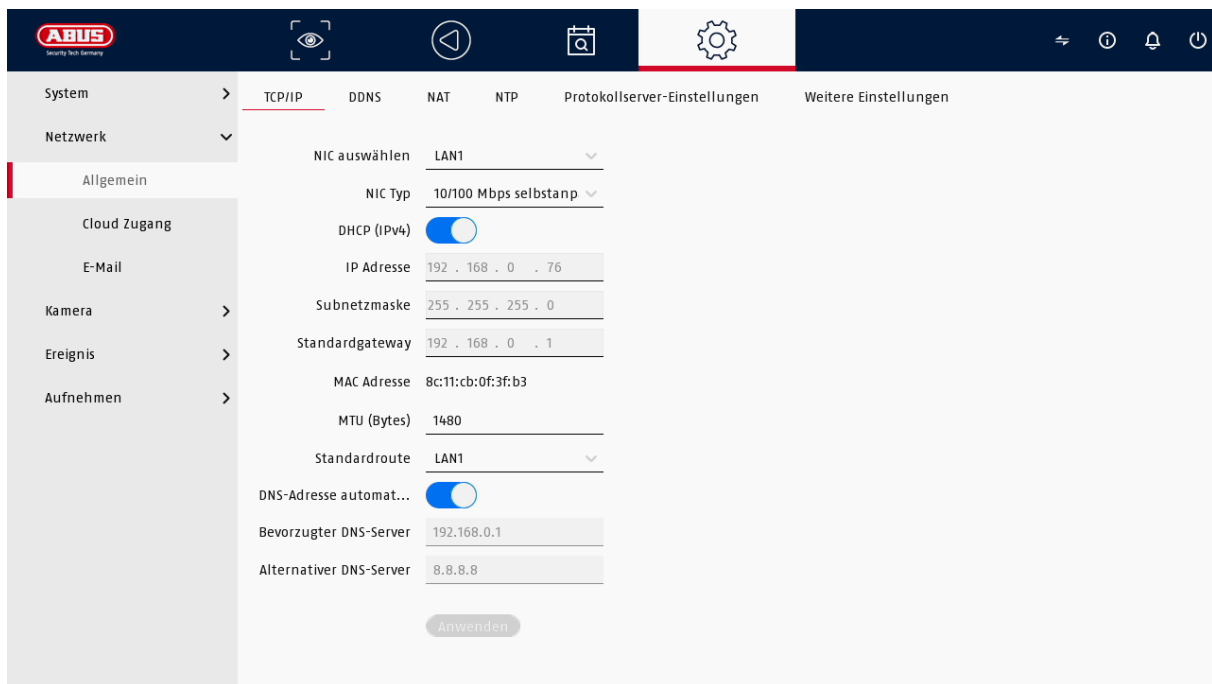 ABUS
Security Tech Germany
System
Netzwerk
Allgemein
Cloud Zugang
E-Mail
Kamera
Ereignis
Aufnehmen
TCP/IP DDNS NAT NTP Protokollserver-Einstellungen Weitere Einstellungen
NIC auswählen LAN1
NIC Typ 10/100 Mbps selbstanp
DHCP (IPv4)
IP Adresse 192 . 168 . 0 . 76
Subnetzmaske 255 . 255 . 255 . 0
Standardgateway 192 . 168 . 0 . 1
MAC Adresse 8c:11:cb:0f:3f:b3
MTU (Bytes) 1480
Standardroute LAN1
DNS-Adresse automat...
Bevorzugter DNS-Server 192.168.0.1
Alternativer DNS-Server 8.8.8.8
Anwenden